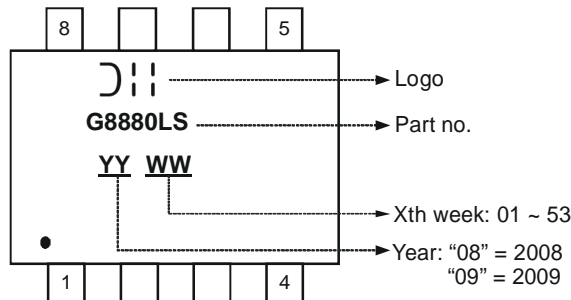 8 5
Logo
G8880LS Part no.
YY WW
Xth week: 01 ~ 53
Year: “08” = 2008
“09” = 2009
1 4